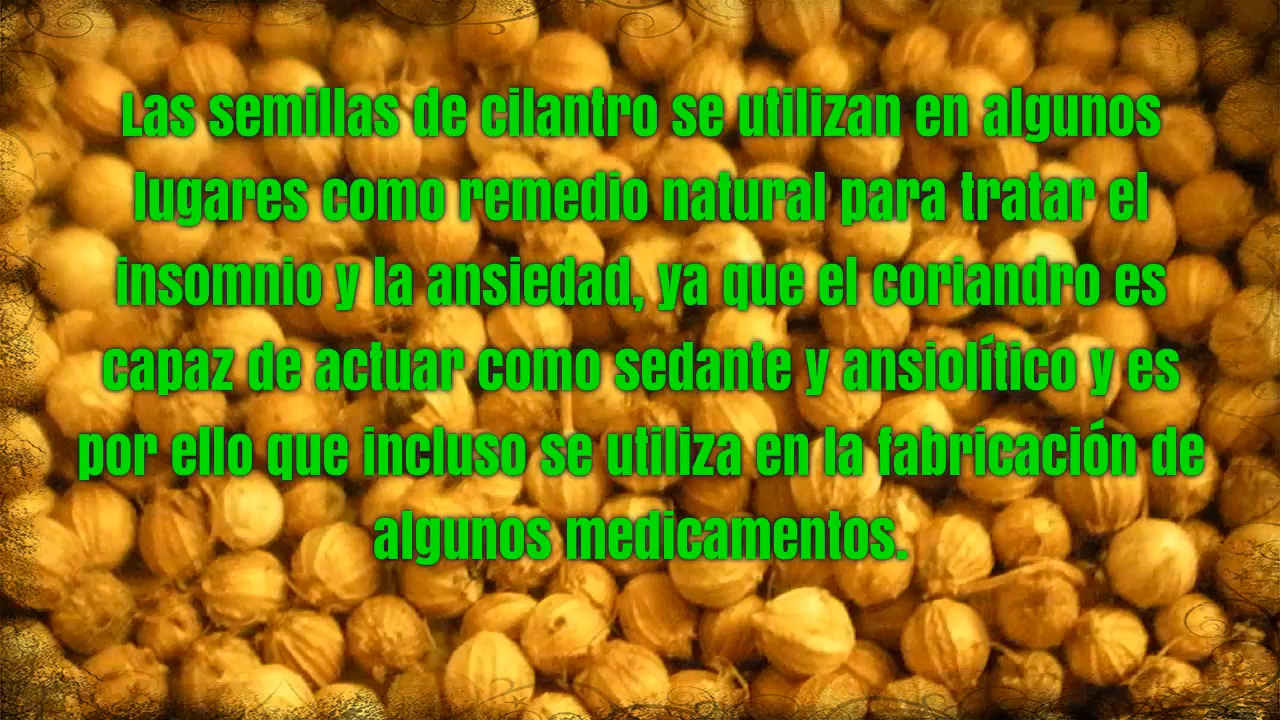 Las semillas de cilantro se utilizan en algunos
lugares como remedio natural para tratar el
insomnio y la ansiedad, ya que el coriandro es
capaz de actuar como sedante y ansiolítico y es
por ello que incluso se utiliza en la fabricación de
algunos medicamentos.